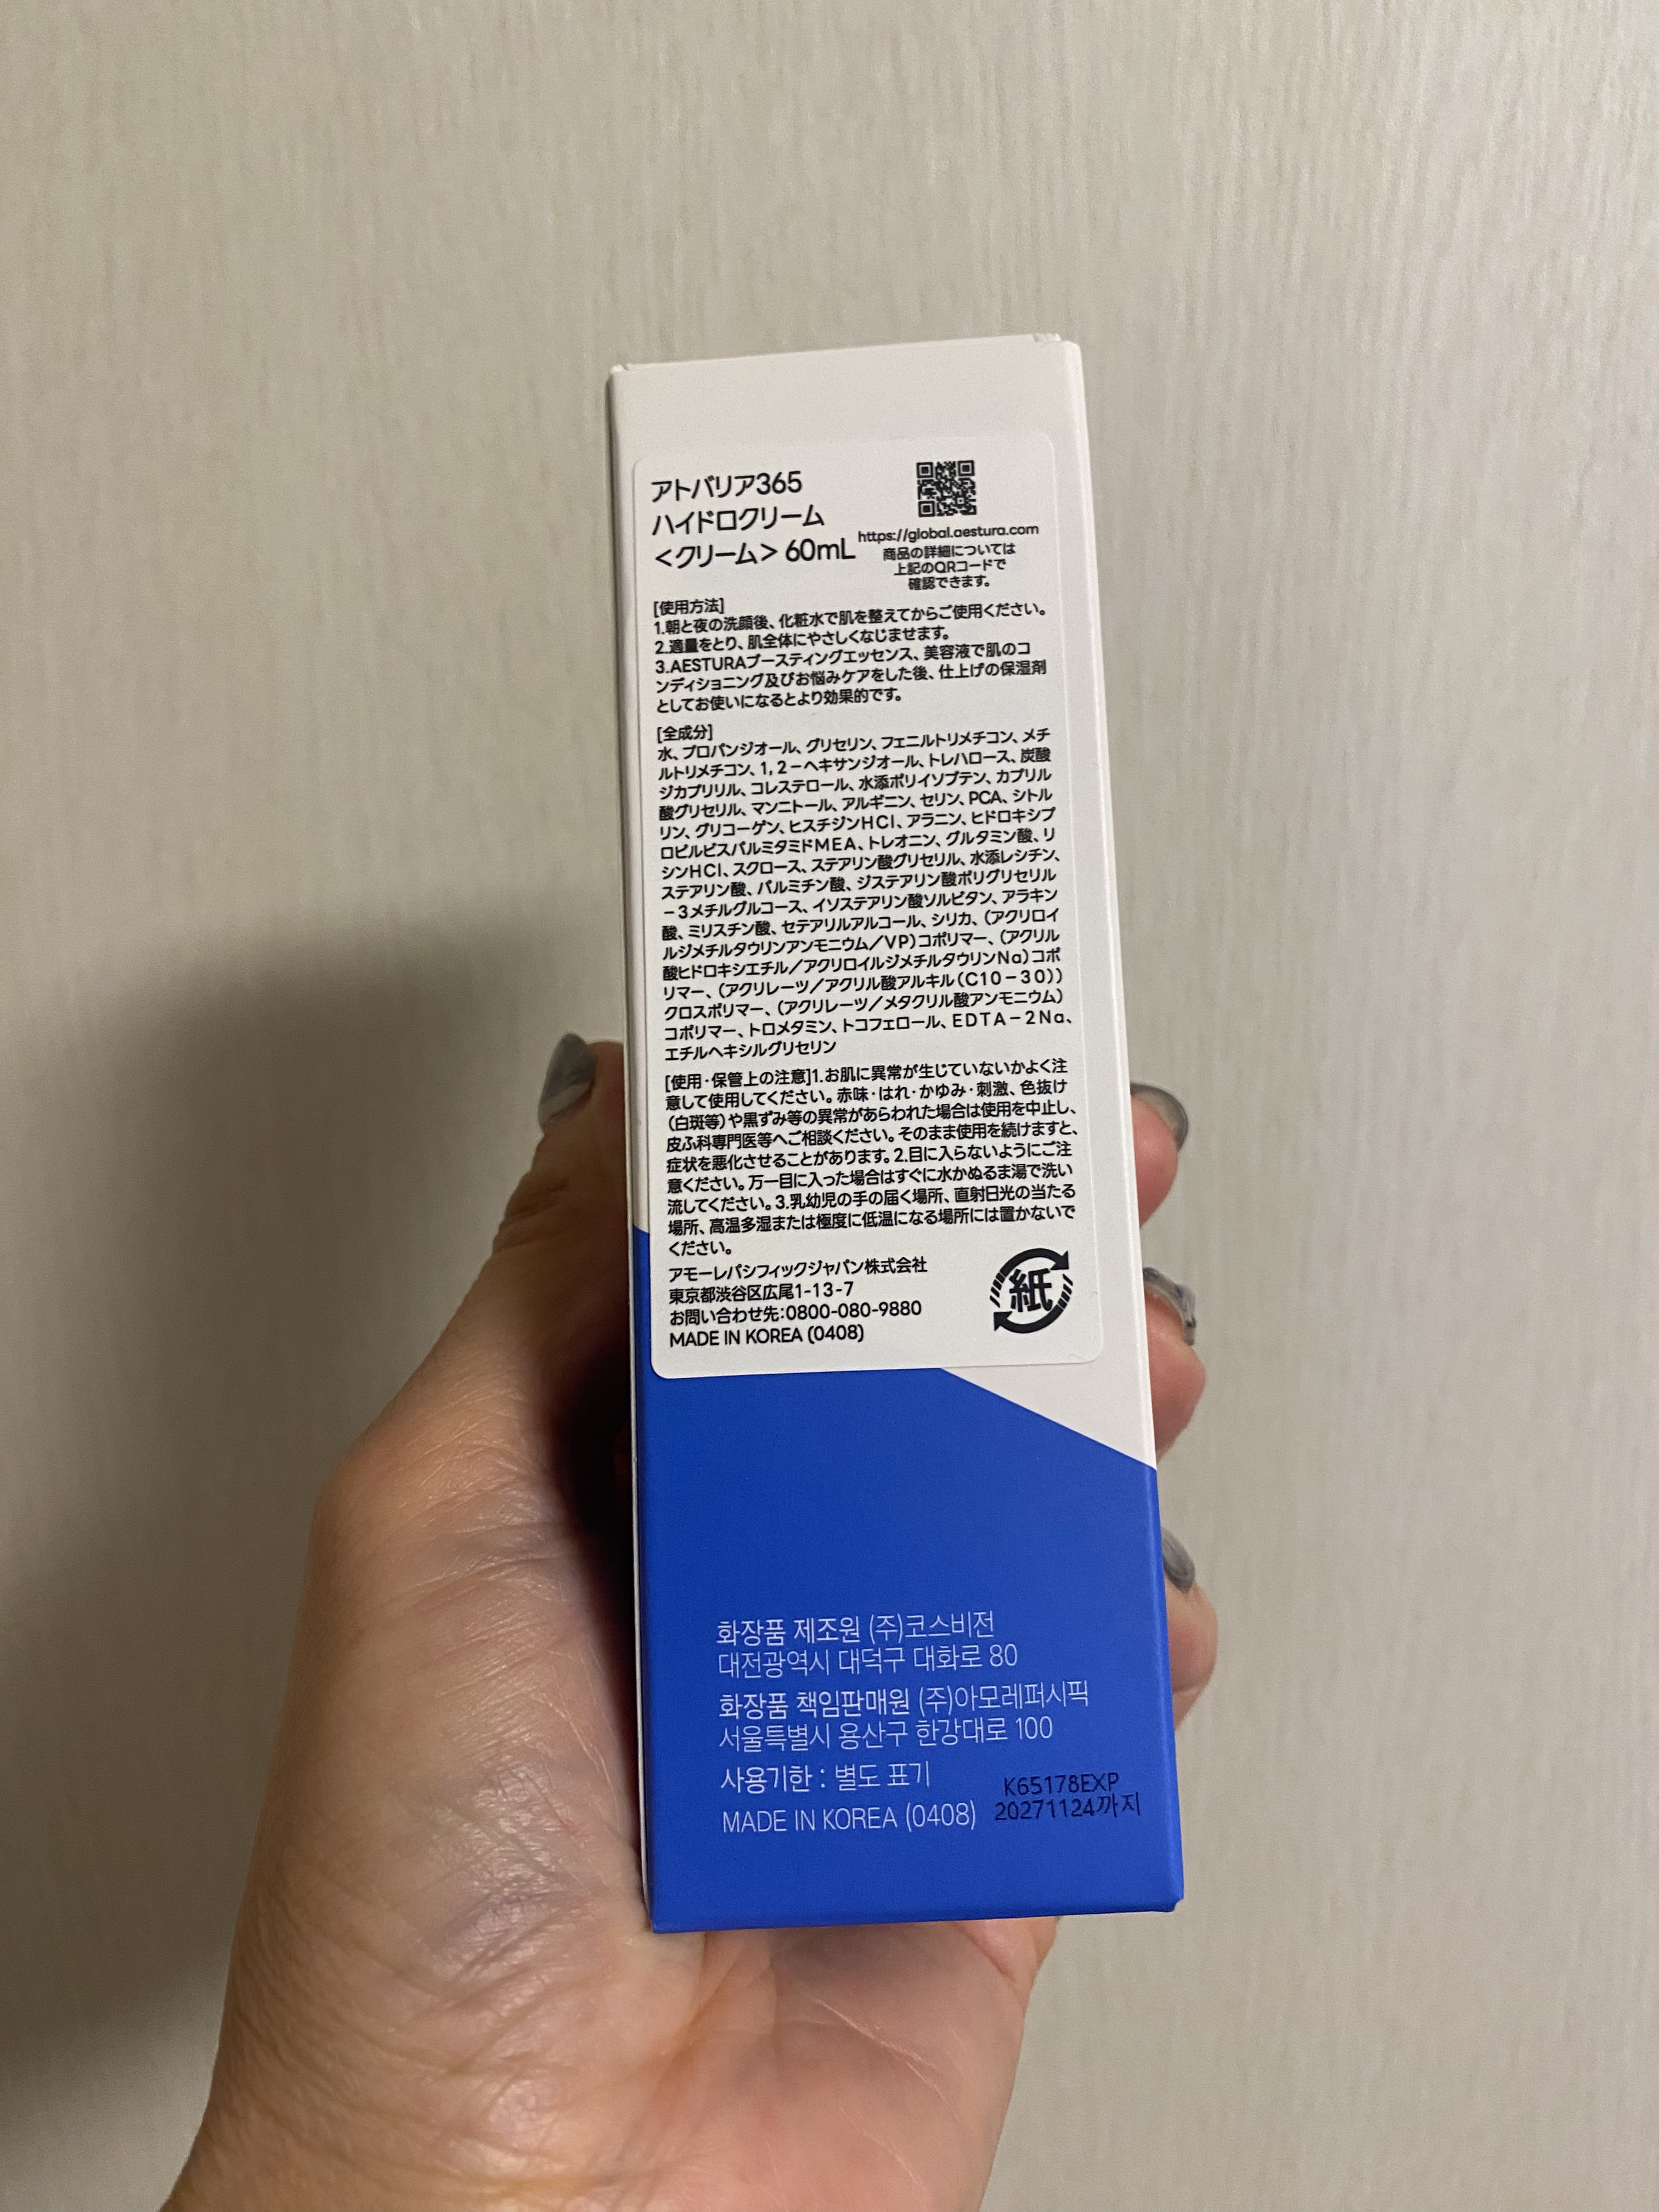 アトバリア365
ハイドロクリーム
<クリーム> 60mL
https://global.aestura.com
商品の詳細については
上記のQRコードで
確認できます。
[使用方法]
1.朝と夜の洗顔後、化粧水で肌を整えてからご使用ください。
2.適量をとり、肌全体にやさしくなじませます。
3.AESTURAブースティングエッセンス、美容液で肌のコ
ンディショニング及びお悩みケアをした後、仕上げの保湿剤
としてお使いになるとより効果的です。
[全成分]
水、プロパンジオール、グリセリン、フェニルトリメチコン、メチ
ルトリメチコン、1,2-ヘキサンジオール、トレハロース、炭酸
ジカプリリル、コレステロール、水添ポリイソブテン、カプリル
酸グリセリル、マンニトール、アルギニン、セリン、PCA、シトル
リン、グリコーゲン、ヒスチジンHCl、アラニン、ヒドロキシプ
ロピルビスパルミタミドMEA、トレオニン、グルタミン酸、リ
シンHCl、スクロース、ステアリン酸グリセリル、水添レシチン、
ステアリン酸、パルミチン酸、ジステアリン酸ポリグリセリル
-3メチルグルコース、イソステアリン酸ソルビタン、アラキン
酸、ミリスチン酸、セテアリルアルコール、シリカ、(アクリロイ
ルジメチルタウリンアンモニウム/VP)コポリマー、(アクリル
酸ヒドロキシエチル/アクリロイルジメチルタウリンNa)コポ
リマー、(アクリレーツ/アクリル酸アルキル(C10-30))
クロスポリマー、(アクリレーツ/メタクリル酸アンモニウム)
コポリマー、トロメタミン、トコフェロール、EDTA-2Na、
エチルヘキシルグリセリン
[使用・保管上の注意]1.お肌に異常が生じていないかよく注
意して使用してください。赤味・はれ・かゆみ・刺激、色抜け
(白斑等)や黒ずみ等の異常があらわれた場合は使用を中止し、
皮ふ科専門医等へご相談ください。そのまま使用を続けますと、
症状を悪化させることがあります。2.目に入らないようにご注
意ください。万一目に入った場合はすぐに水かぬるま湯で洗い
流してください。3.乳幼児の手の届く場所、直射日光の当たる
場所、高温多湿または極度に低温になる場所には置かないで
ください。
アモーレパシフィックジャパン株式会社
東京都渋谷区広尾1-13-7
お問い合わせ先:0800-080-9880
MADE IN KOREA (0408)
紙
화장품 제조원 (주)코스비전
대전광역시 대덕구 대화로 80
화장품 책임판매원 (주)아모레퍼시픽
서울특별시 용산구 한강대로 100
사용기한 : 별도 표기
MADE IN KOREA (0408)
K65178EXP
20271124까지